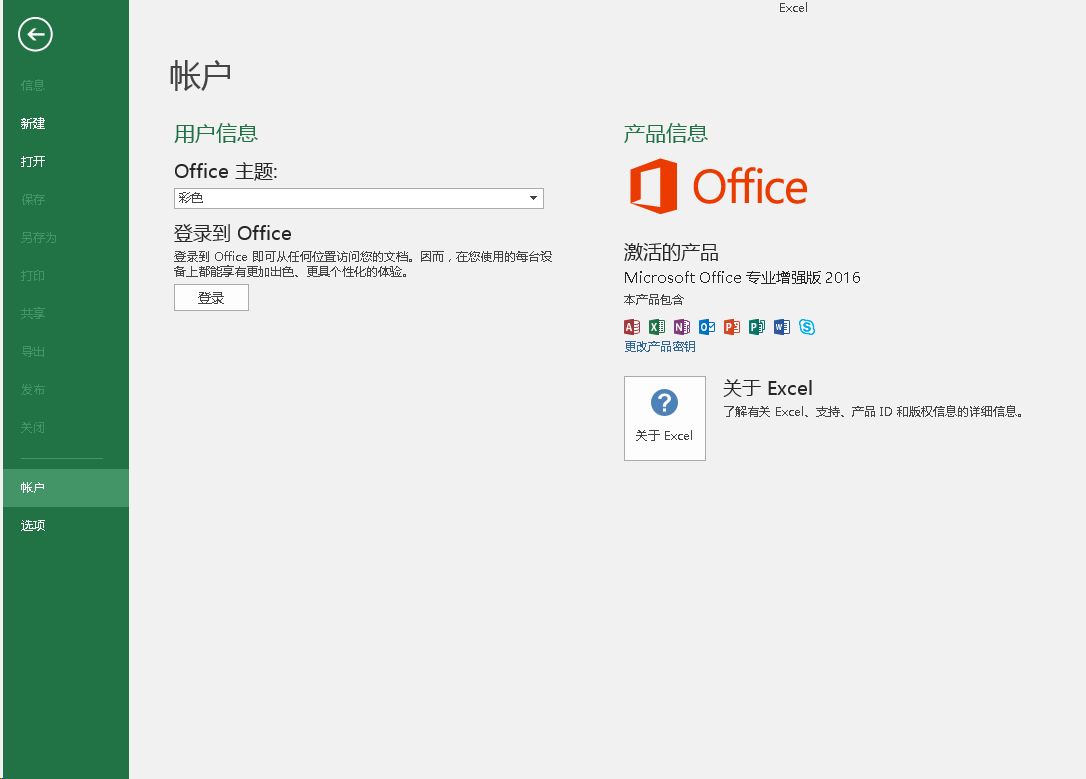 Excel
信息
新建
打开
保存
另存为
打印
共享
导出
发布
关闭
帐户
选项
帐户
用户信息
Office 主题:
彩色
登录到 Office
登录到 Office 即可从任何位置访问您的文档。因而，在您使用的每台设
备上都能享有更加出色、更具个性化的体验。
登录
产品信息
Office
激活的产品
Microsoft Office 专业增强版 2016
本产品包含
更改产品密钥
关于 Excel
关于 Excel
了解有关 Excel、支持、产品 ID 和版权信息的详细信息。